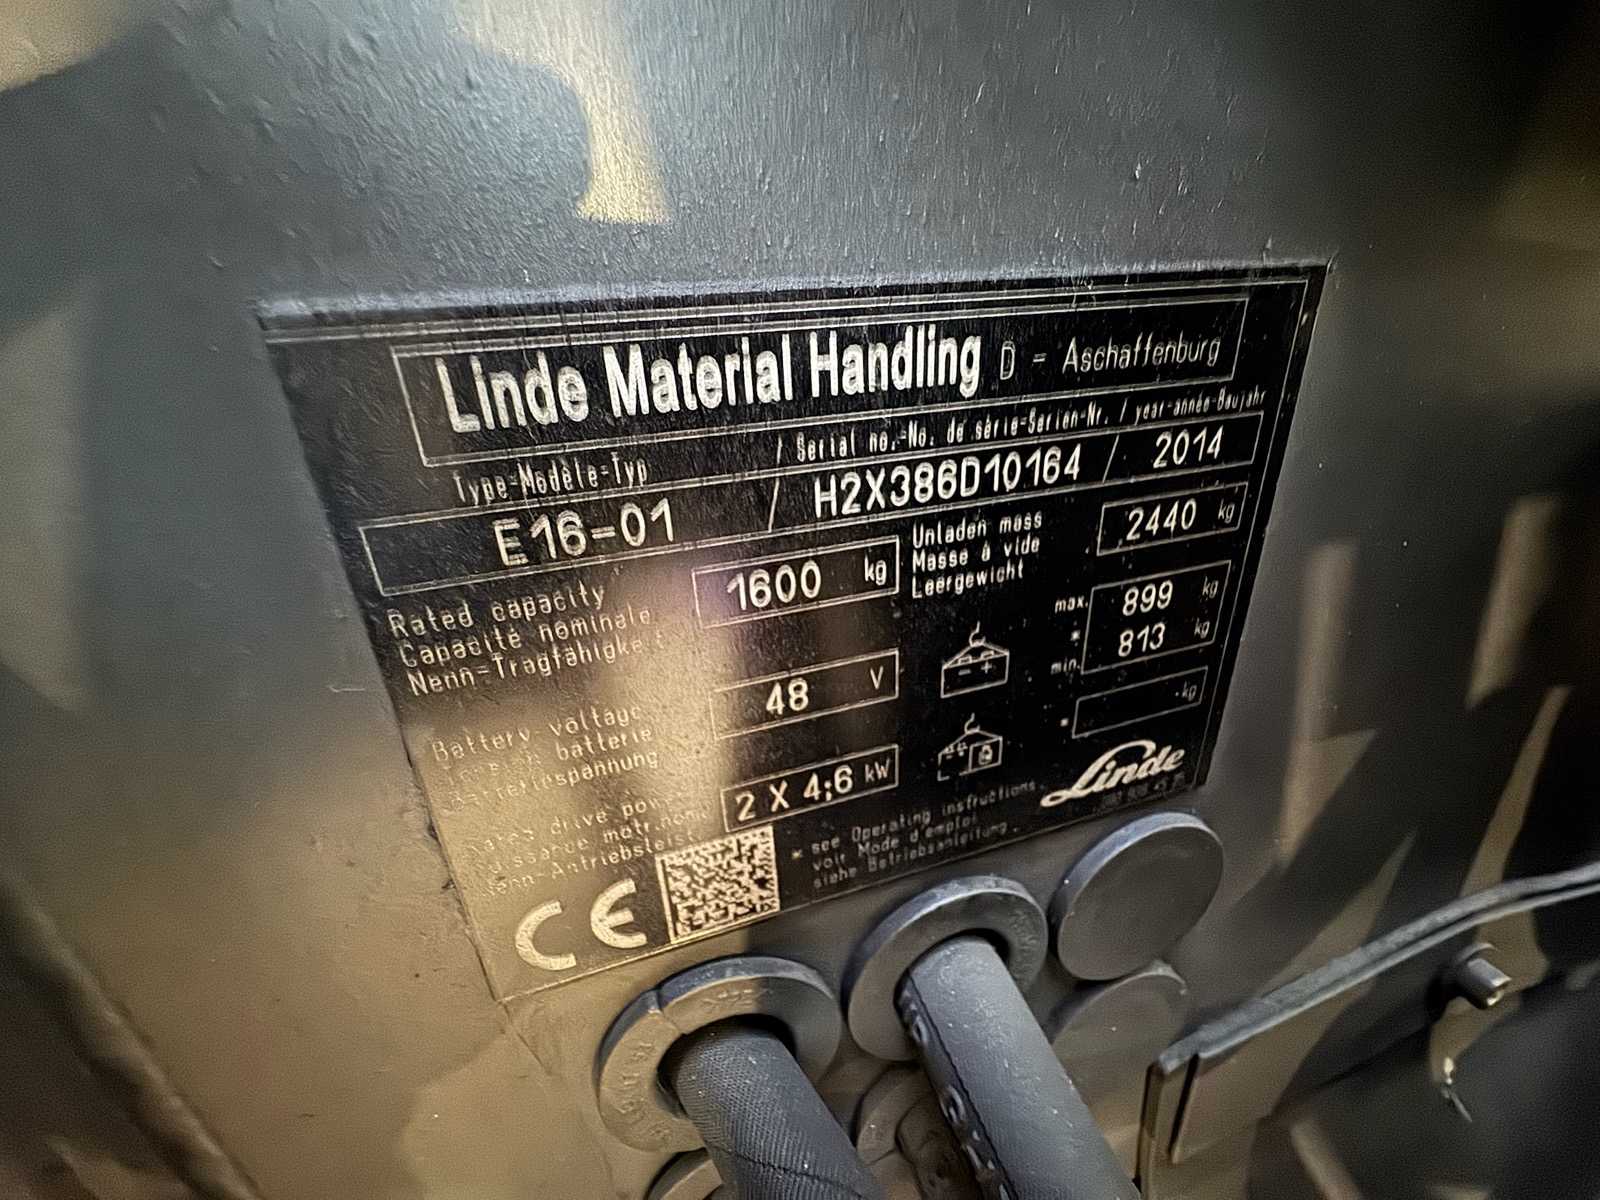 Linde Material Handling D - Aschaffenburg
Type-Modèle-Typ / Serial no.-No. de série-Serien-Nr. / year-année-Baujahr
E16-01 / H2X386D10164 / 2014
Rated capacity
Capacité nominale
Nenn-Tragfähigkeit
1600 kg
Unladen mass
Masse à vide
Leergewicht
2440 kg
Battery voltage
batterie
48 V
max. 899 kg
*
min. 813 kg
* kg
drive
2 X 4;6 kW
* see Operating instructions.
voir Mode d'emploi
siehe Betriebsanleitung.
Linde
CE